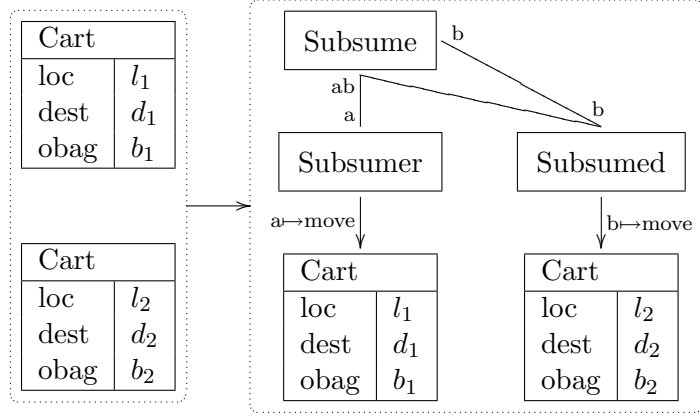 Cart
loc l₁
dest d₁
obag b₁
Cart
loc l₂
dest d₂
obag b₂
Subsume
b
ab
a
b
Subsumer
Subsumed
a↦move
b↦move
Cart
loc l₁
dest d₁
obag b₁
Cart
loc l₂
dest d₂
obag b₂